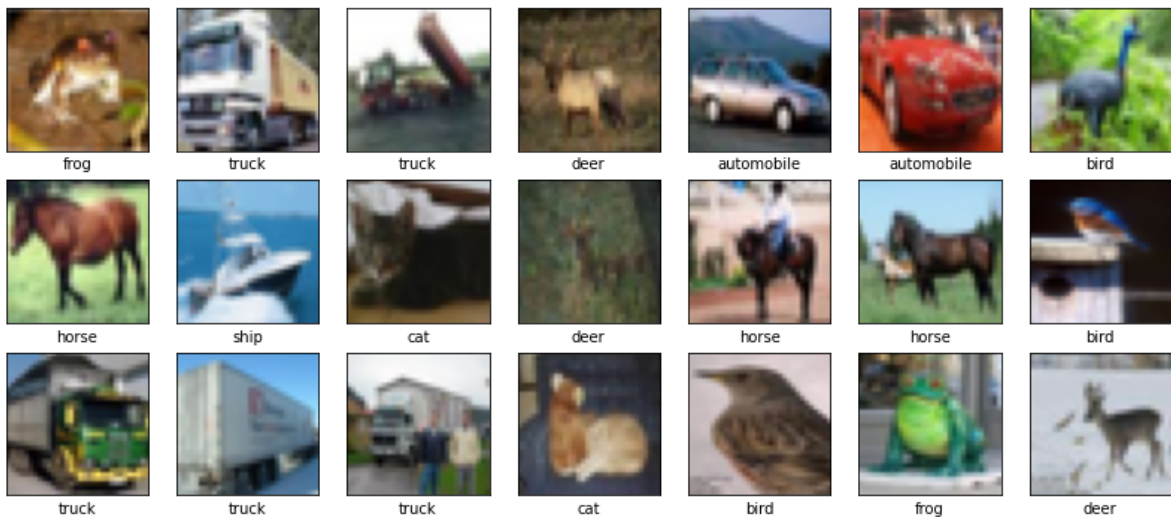 frog truck truck deer automobile automobile bird
horse ship cat deer horse horse bird
truck truck truck cat bird frog deer